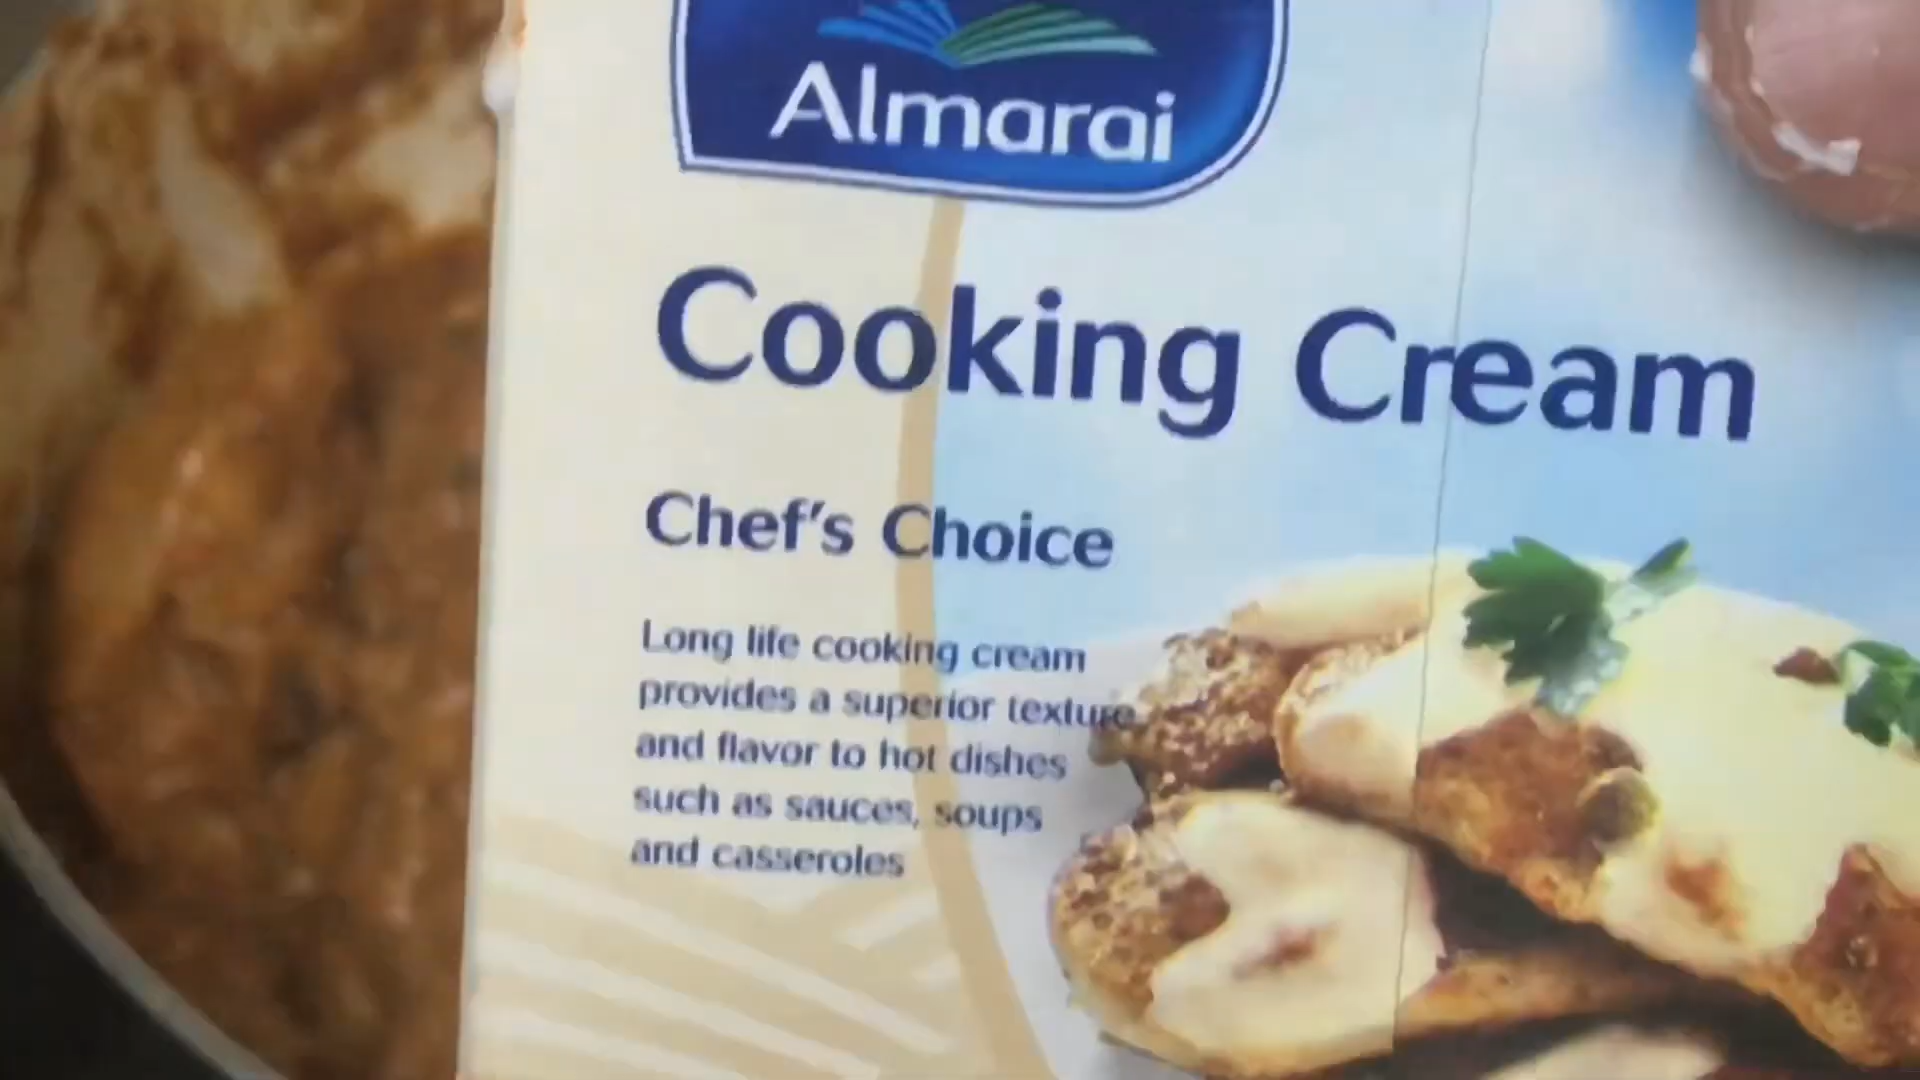 Almarai
Cooking Cream
Chef's Choice
Long life cooking cream
provides a superior texture
and flavor to hot dishes
such as sauces, soups
and casseroles